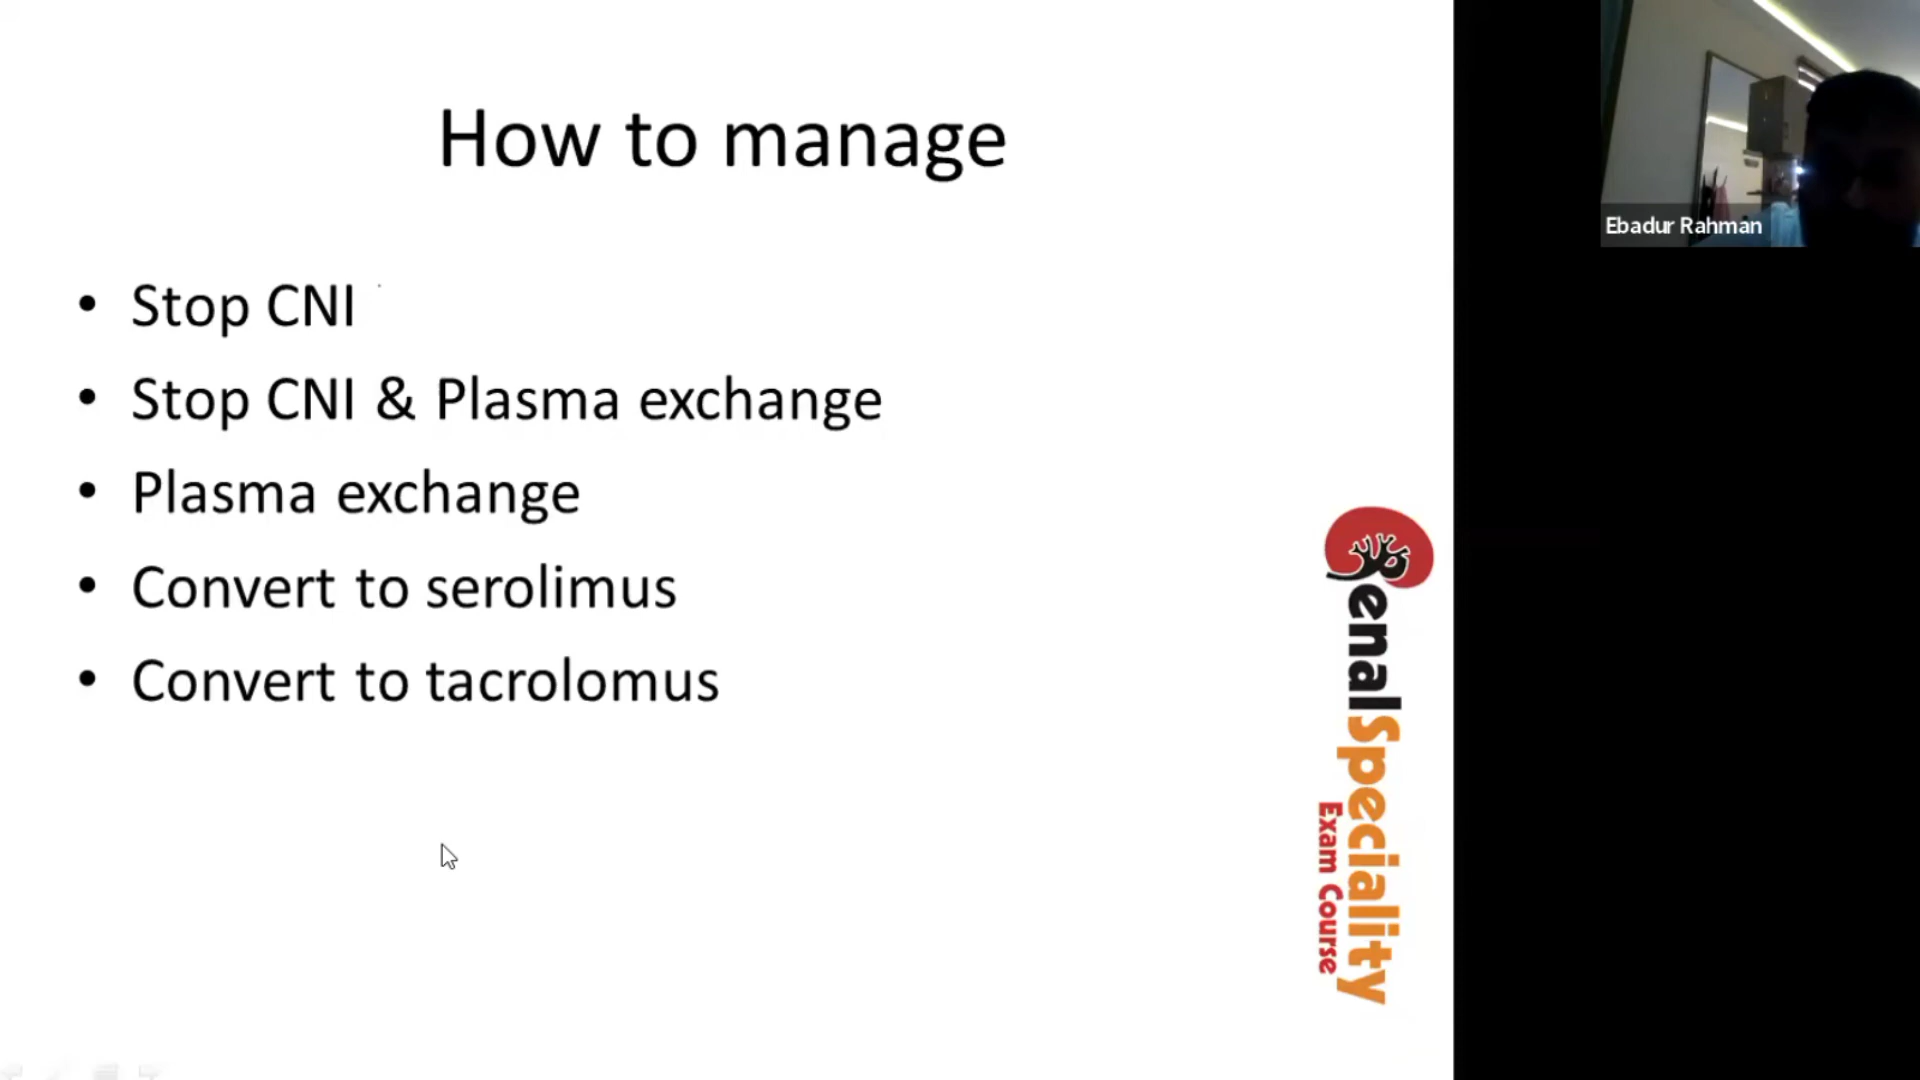 How to manage
• Stop CNI
• Stop CNI & Plasma exchange
• Plasma exchange
• Convert to serolimus
• Convert to tacrolomus
Ebadur Rahman
enalSpeciality
Exam Course